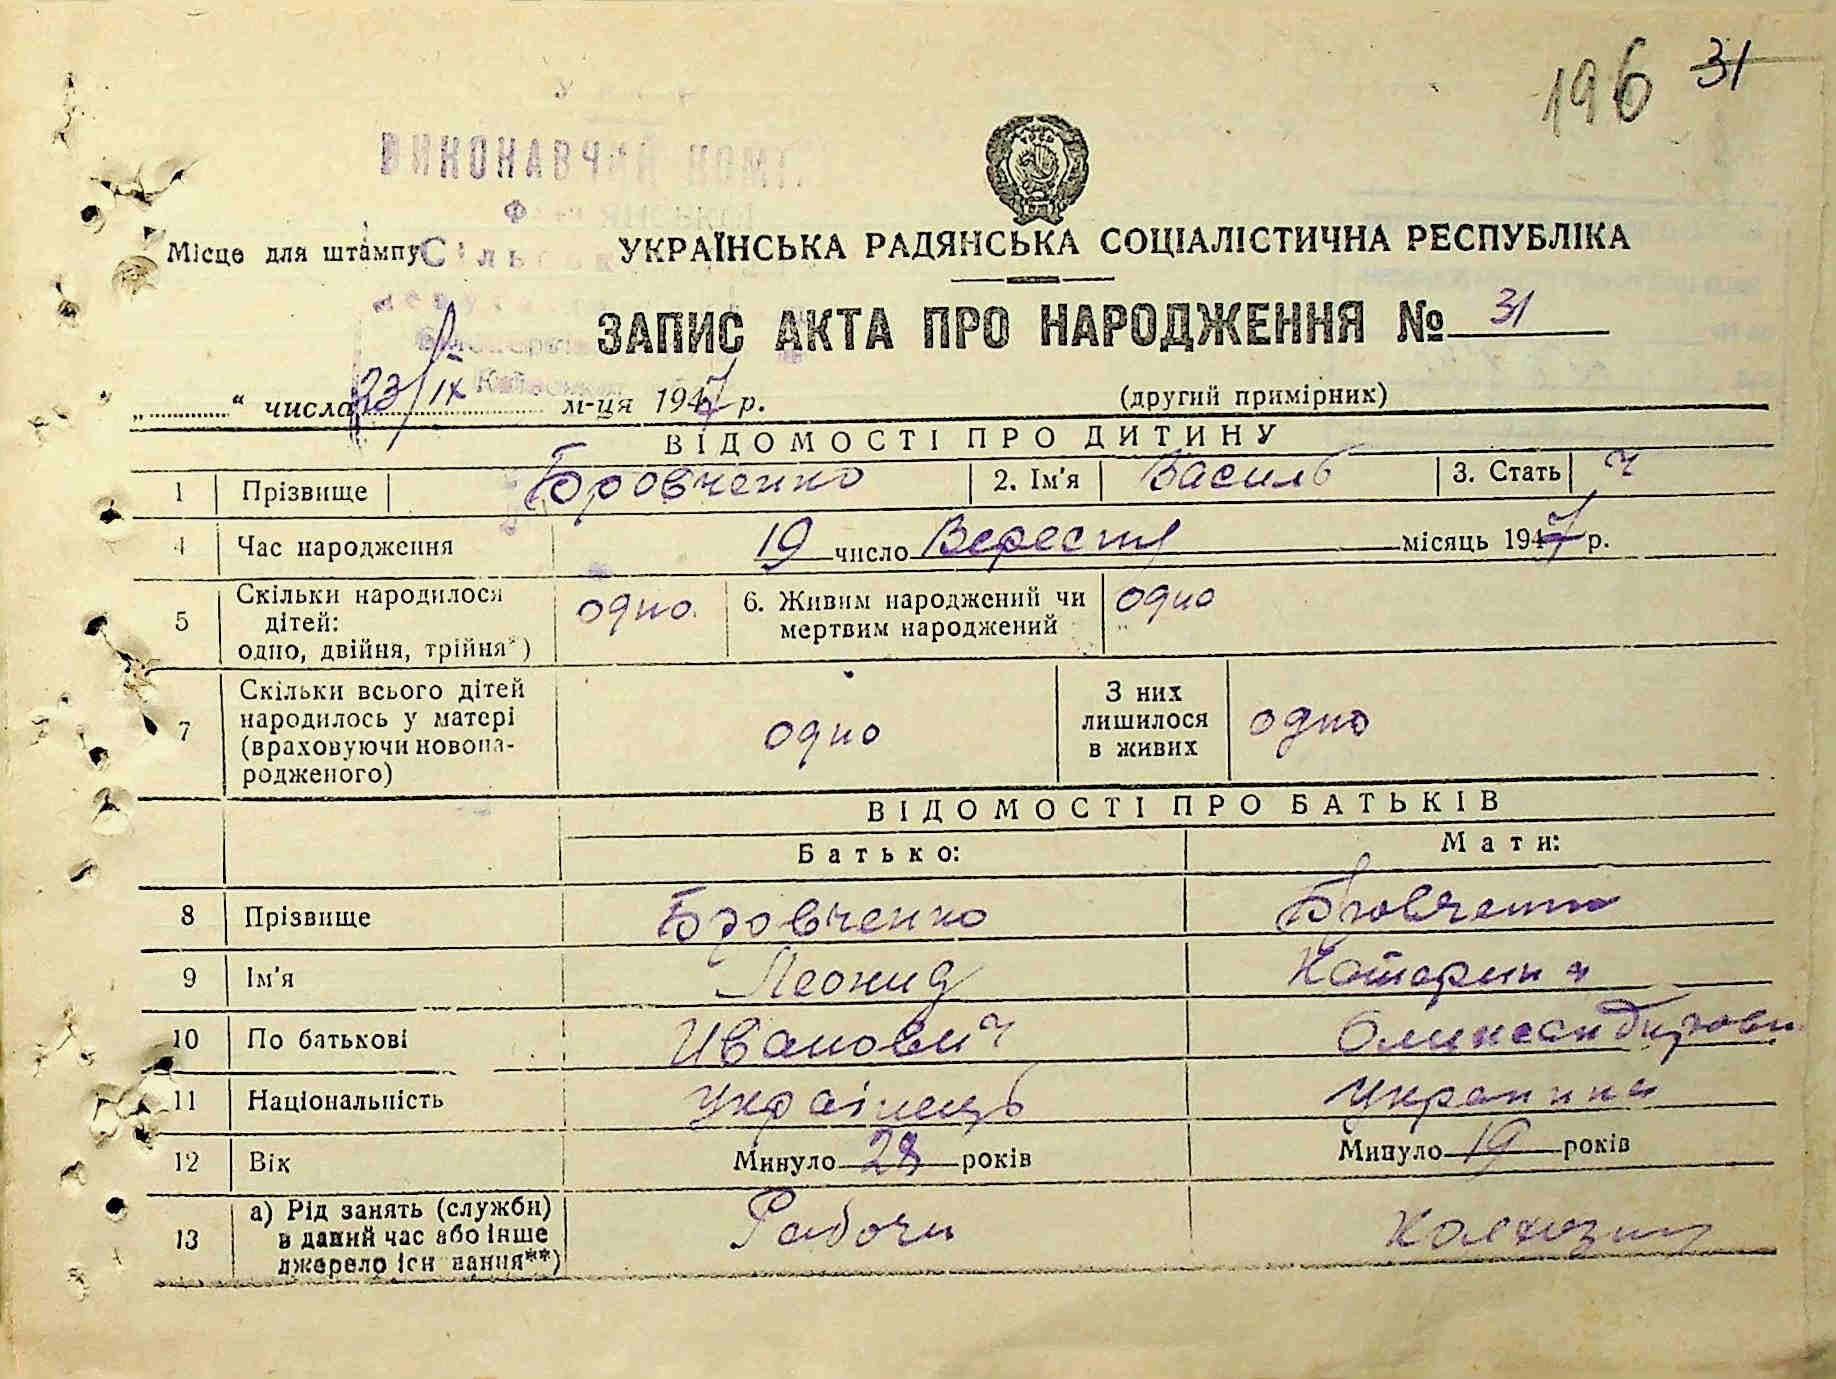 196 31
ВИКОНАВЧИЙ КОМІ
Місце для штампу
УКРАЇНСЬКА РАДЯНСЬКА СОЦІАЛІСТИЧНА РЕСПУБЛІКА
ЗАПИС АКТА ПРО НАРОДЖЕННЯ № 31
„ “ числа 23/IX м-ця 1947 р. (другий примірник)
ВІДОМОСТІ ПРО ДИТИНУ
1 Прізвище Бровченко 2. Ім'я Василь 3. Стать ч
4 Час народження 19 число Вересня місяць 1947 р.
5 Скільки народилося дітей: одно, двійня, трійня*) одно 6. Живим народжений чи мертвим народжений одно
7 Скільки всього дітей народилось у матері (враховуючи новонародженого) одно З них лишилося в живих одно
ВІДОМОСТІ ПРО БАТЬКІВ
Батько: Мати:
8 Прізвище Бровченко Бровченко
9 Ім'я Леонид Катерина
10 По батькові Иванович
11 Національність Українець Украинка
12 Вік Минуло 28 років Минуло 19 років
13 а) Рід занять (служби) в даний час або інше джерело існування**) Рабочи